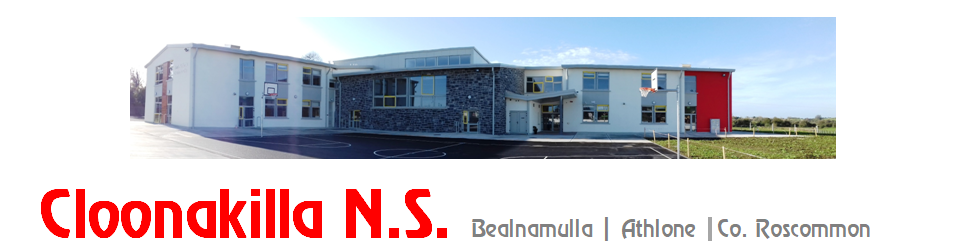 Cloonakilla N.S. Bealnamulla | Athlone | Co. Roscommon